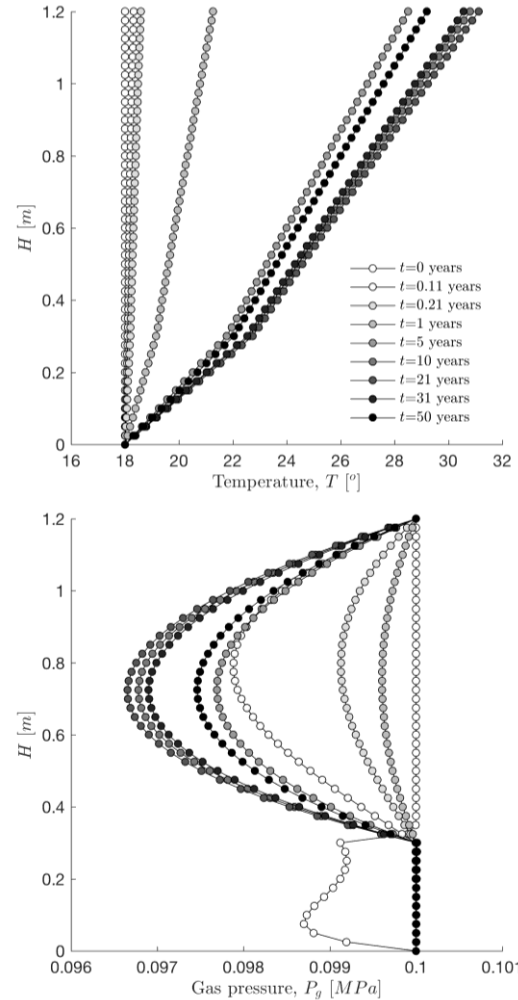 1.2
1
0.8
H [m]
0.6
0.4
0.2
0
t=0 years
t=0.11 years
t=0.21 years
t=1 years
t=5 years
t=10 years
t=21 years
t=31 years
t=50 years
16 18 20 22 24 26 28 30 32
Temperature, T [°]
1.2
1
0.8
H [m]
0.6
0.4
0.2
0
0.096 0.097 0.098 0.099 0.1 0.101
Gas pressure, P_g [MPa]